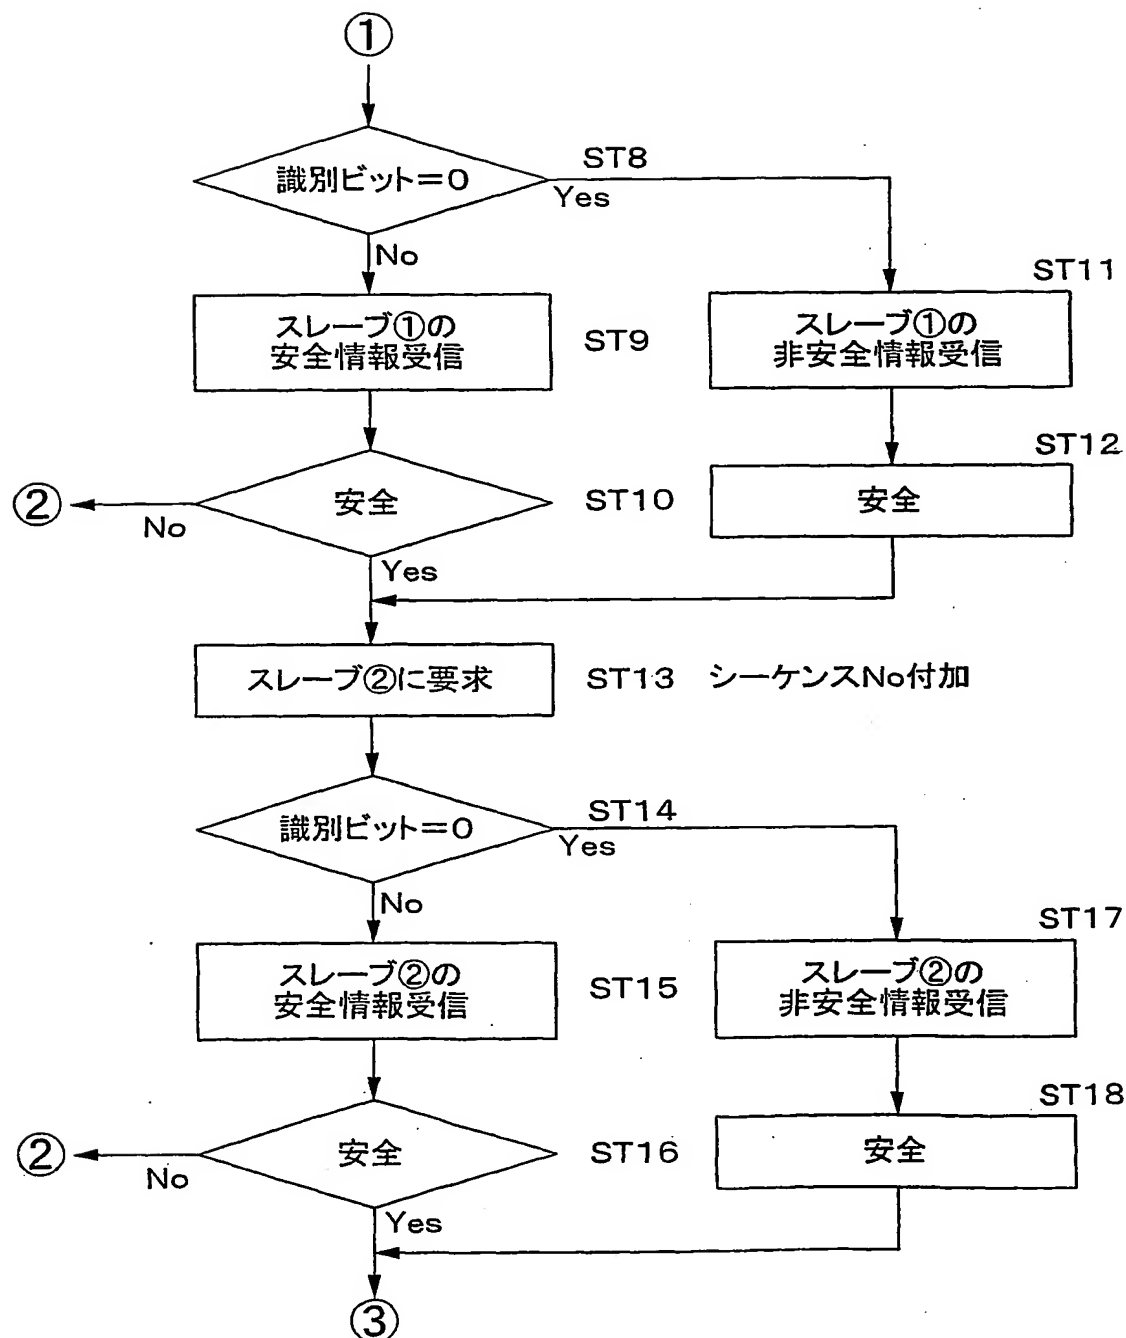 ①
識別ビット=0
ST8
Yes
No
スレーブ①の
安全情報受信
ST9
ST11
スレーブ①の
非安全情報受信
ST12
安全
②
No
安全
ST10
Yes
スレーブ②に要求
ST13 シーケンスNo付加
識別ビット=0
ST14
Yes
No
スレーブ②の
安全情報受信
ST15
ST17
スレーブ②の
非安全情報受信
ST18
安全
②
No
安全
ST16
Yes
③